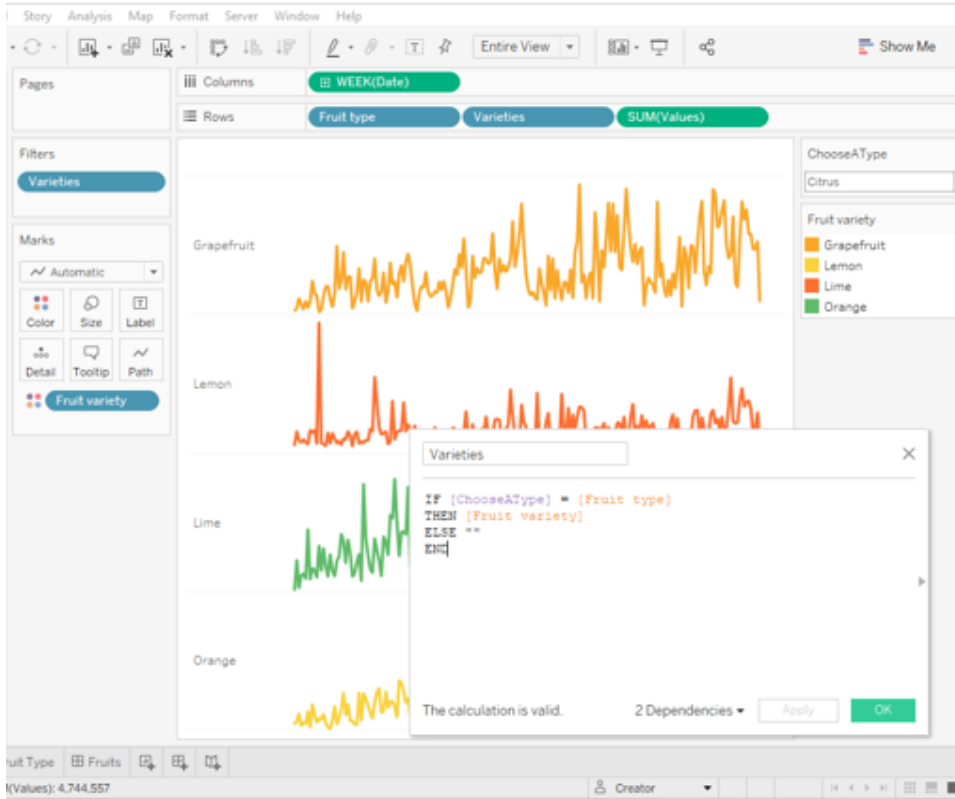 Story Analysis Map Format Server Window Help
Entire View
Show Me
Pages
Columns
WEEK(Date)
Rows
Fruit type
Varieties
SUM(Values)
Filters
Varieties
Marks
Automatic
Color
Size
Label
Detail
Tooltip
Path
Fruit variety
Grapefruit
Lemon
Lime
Orange
ChooseAType
Citrus
Fruit variety
Grapefruit
Lemon
Lime
Orange
Varieties
IF [ChooseAType] = [Fruit type]
THEN [Fruit variety]
ELSE ""
END
The calculation is valid.
2 Dependencies
Apply
OK
ruit Type
Fruits
(Values): 4,744,557
Creator